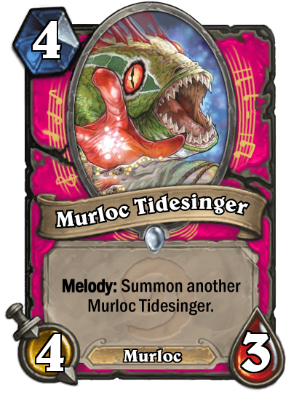 4
Murloc Tidesinger
Melody: Summon another
Murloc Tidesinger.
4
Murloc
3